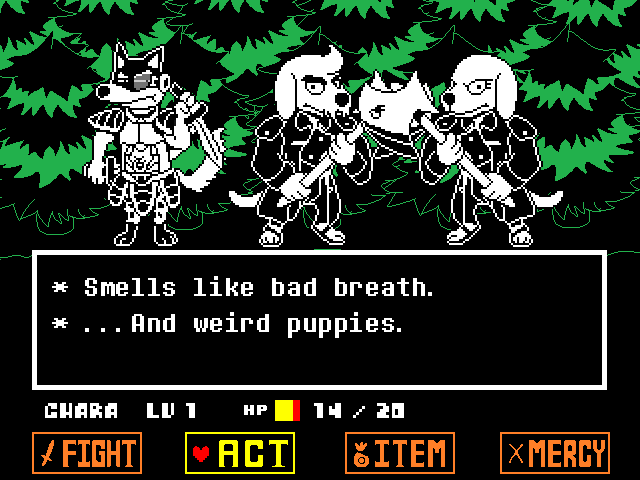 * Smells like bad breath.
* ...And weird puppies.
CHARA LV 1 HP 14 / 20
FIGHT ACT ITEM MERCY